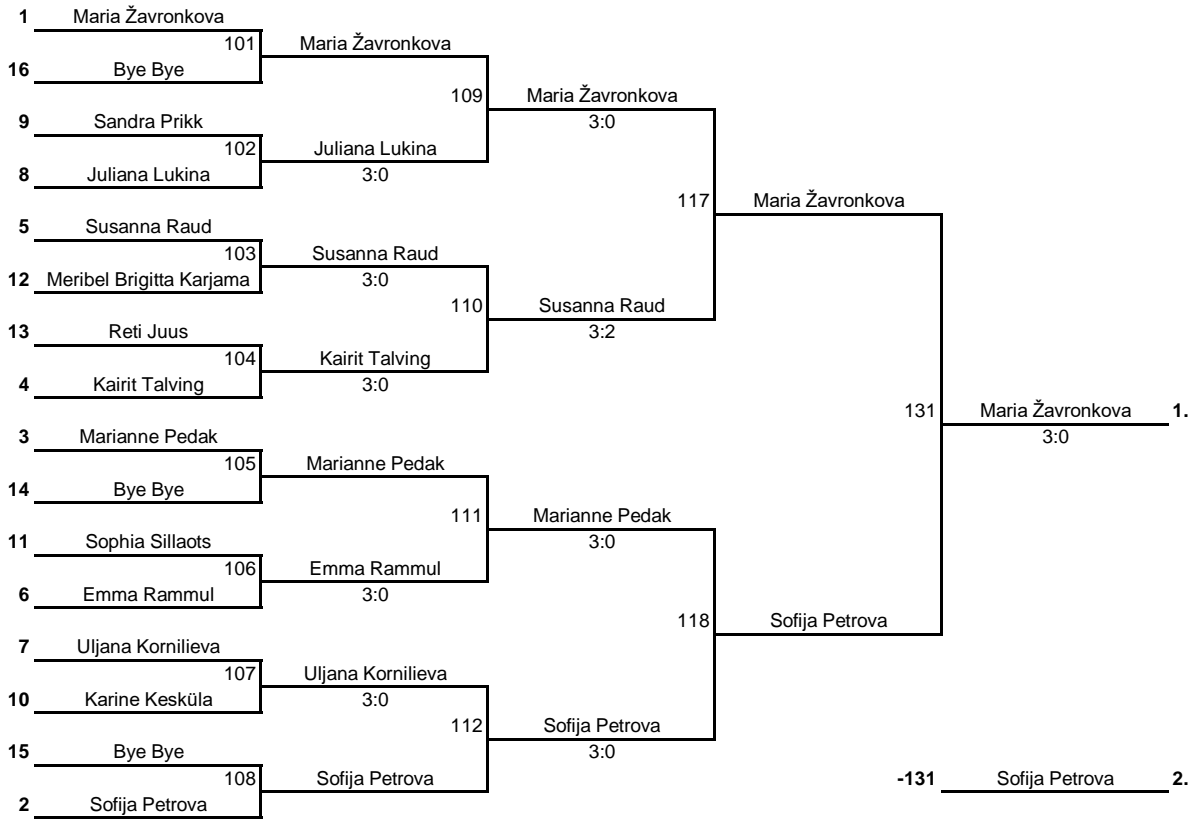 1 Maria Žavronkova
101 Maria Žavronkova
16 Bye Bye
109 Maria Žavronkova
3:0
9 Sandra Prikk
102 Juliana Lukina
3:0
8 Juliana Lukina
117 Maria Žavronkova
5 Susanna Raud
103 Susanna Raud
3:0
12 Meribel Brigitta Karjama
110 Susanna Raud
3:2
13 Reti Juus
104 Kairit Talving
3:0
4 Kairit Talving
131 Maria Žavronkova 1.
3:0
3 Marianne Pedak
105 Marianne Pedak
14 Bye Bye
111 Marianne Pedak
3:0
11 Sophia Sillaots
106 Emma Rammul
3:0
6 Emma Rammul
118 Sofija Petrova
7 Uljana Kornilieva
107 Uljana Kornilieva
3:0
10 Karine Kesküla
112 Sofija Petrova
3:0
15 Bye Bye
108 Sofija Petrova
-131 Sofija Petrova 2.
2 Sofija Petrova